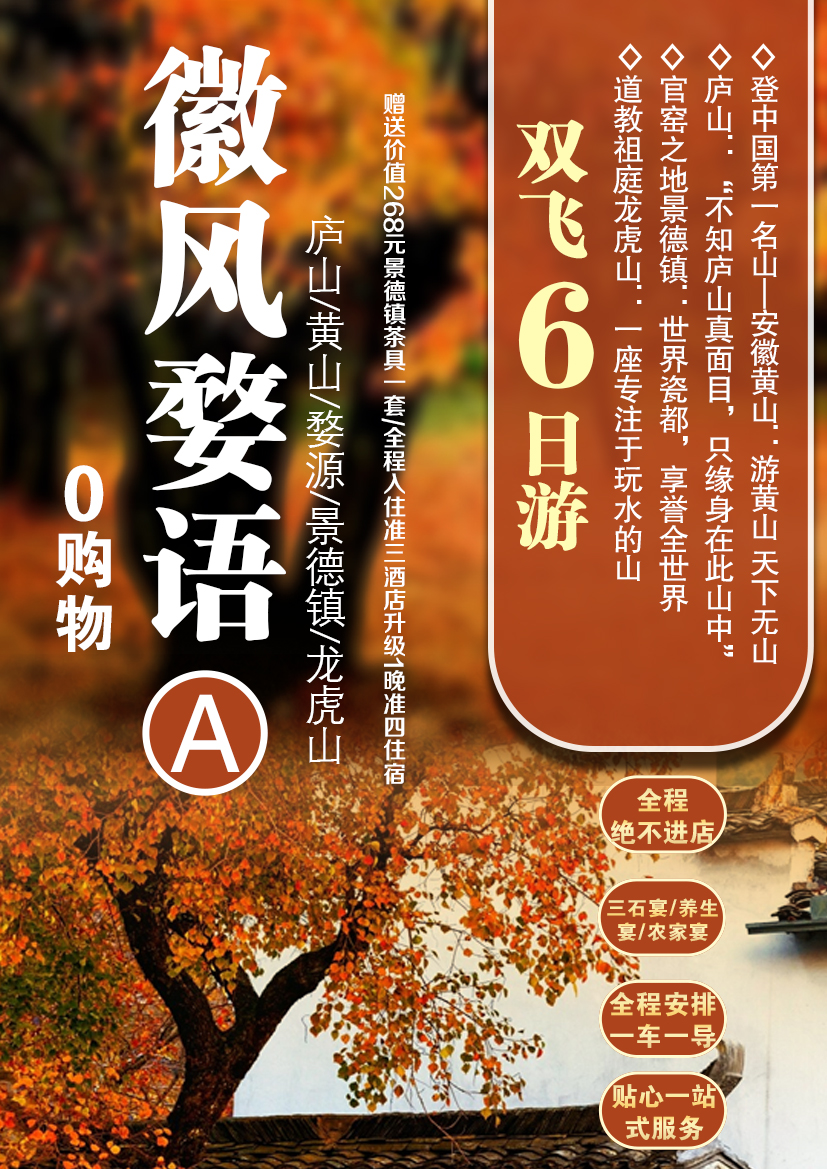 徽风婺语
A
0购物
庐山/黄山/婺源/景德镇/龙虎山
赠送价值268元景德镇茶具一套/全程入住准三酒店升级1晚准四住宿
双飞6日游
◇登中国第一名山—安徽黄山：游黄山 天下无山
◇庐山：“不知庐山真面目，只缘身在此山中”
◇官窑之地景德镇：世界瓷都，享誉全世界
◇道教祖庭龙虎山：一座专注于玩水的山
全程
绝不进店
三石宴/养生
宴/农家宴
全程安排
一车一导
贴心一站
式服务